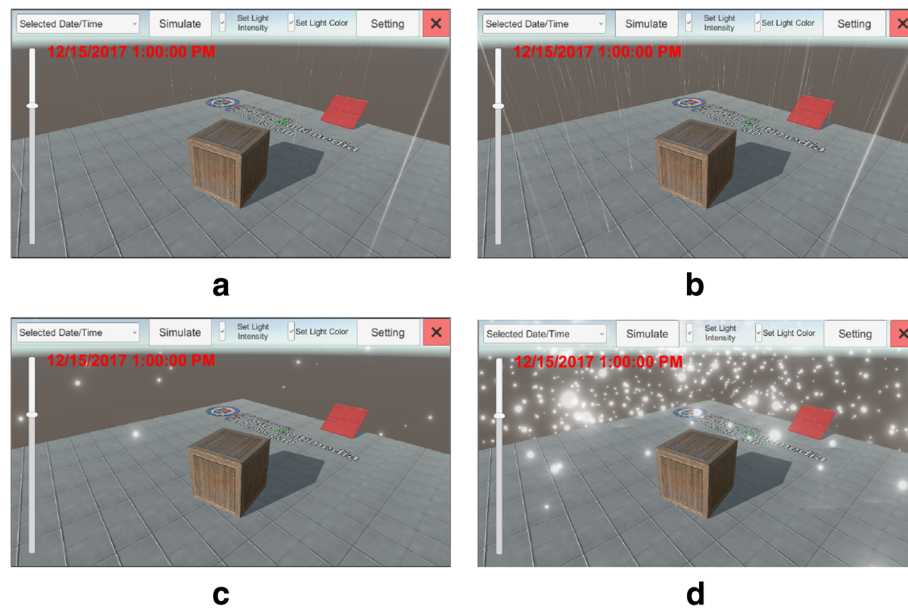 Selected Date/Time Simulate Set Light Intensity Set Light Color Setting X
12/15/2017 1:00:00 PM
a
Selected Date/Time Simulate Set Light Intensity Set Light Color Setting X
12/15/2017 1:00:00 PM
b
Selected Date/Time Simulate Set Light Intensity Set Light Color Setting X
12/15/2017 1:00:00 PM
c
Selected Date/Time Simulate Set Light Intensity Set Light Color Setting X
12/15/2017 1:00:00 PM
d